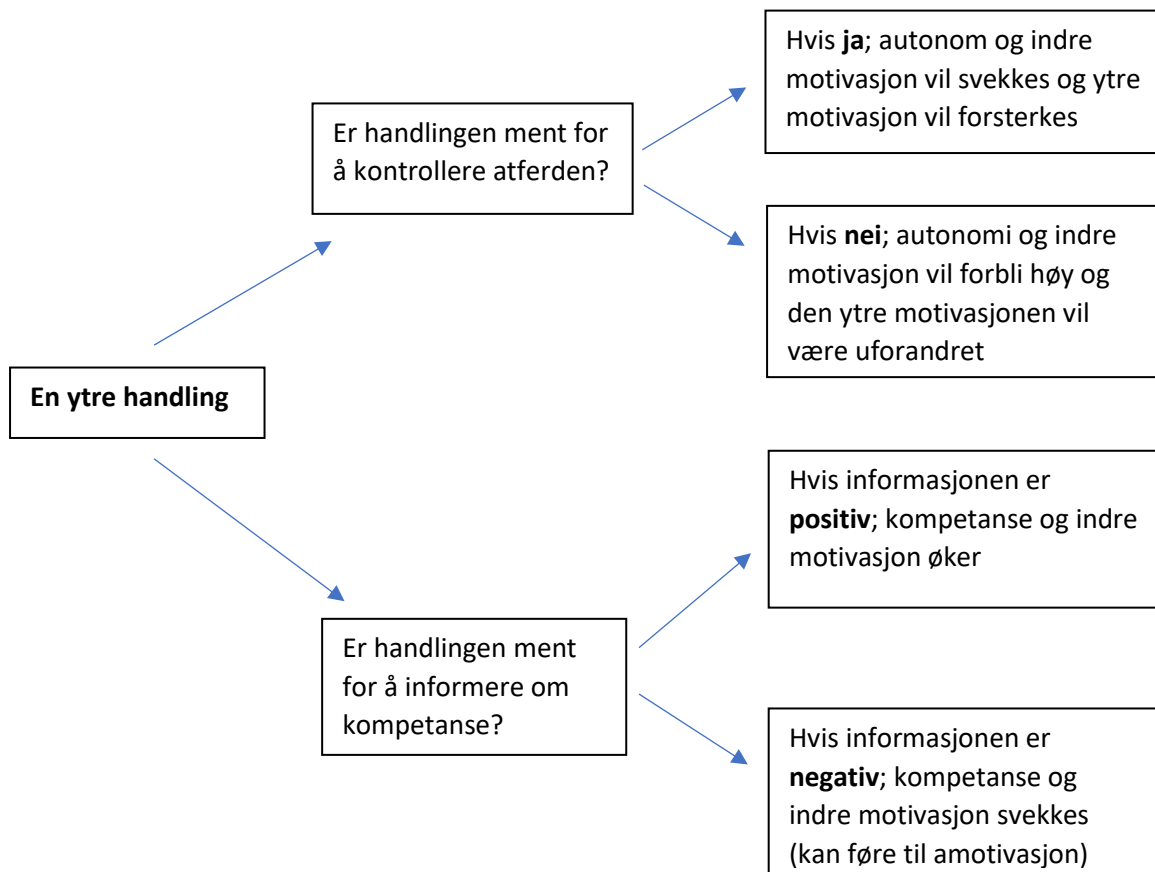 Hvis ja; autonom og indre
motivasjon vil svekkes og ytre
motivasjon vil forsterkes
Er handlingen ment for
å kontrollere atferden?
Hvis nei; autonomi og indre
motivasjon vil forbli høy og
den ytre motivasjonen vil
være uforandret
En ytre handling
Hvis informasjonen er
positiv; kompetanse og indre
motivasjon øker
Er handlingen ment
for å informere om
kompetanse?
Hvis informasjonen er
negativ; kompetanse og
indre motivasjon svekkes
(kan føre til amotivasjon)